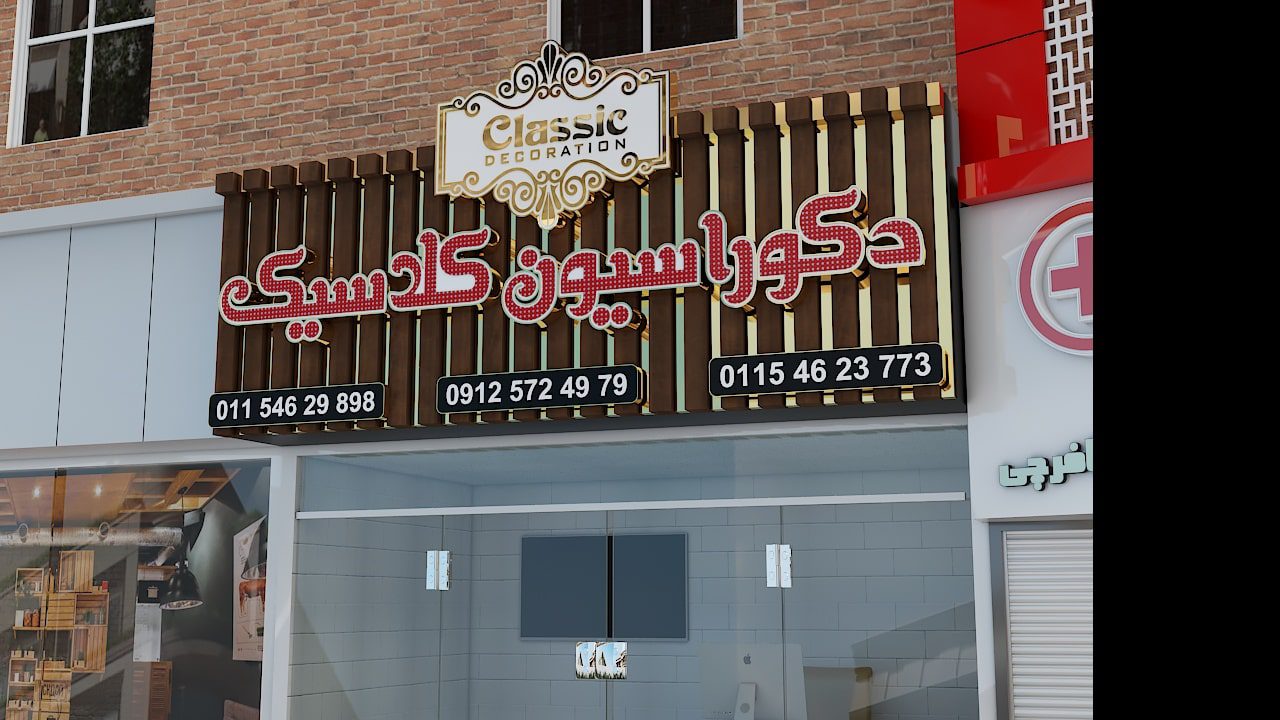 Classic
DECORATION
دکوراسیون کلاسیک
011 546 29 898
0912 572 49 79
0115 46 23 773